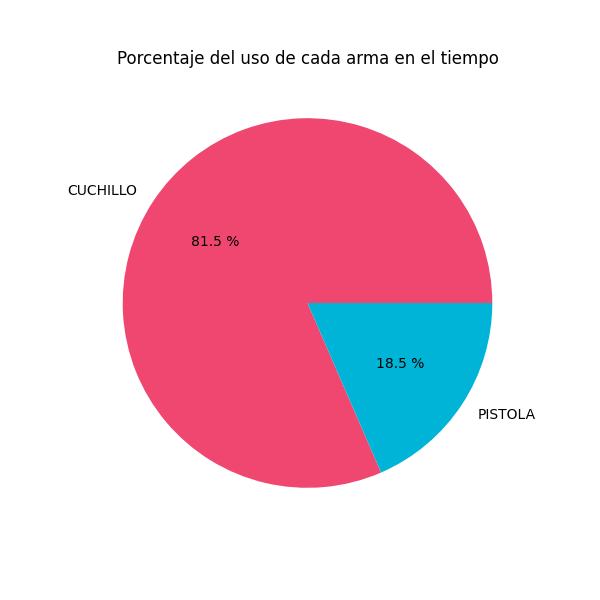 Porcentaje del uso de cada arma en el tiempo
CUCHILLO
81.5 %
18.5 %
PISTOLA